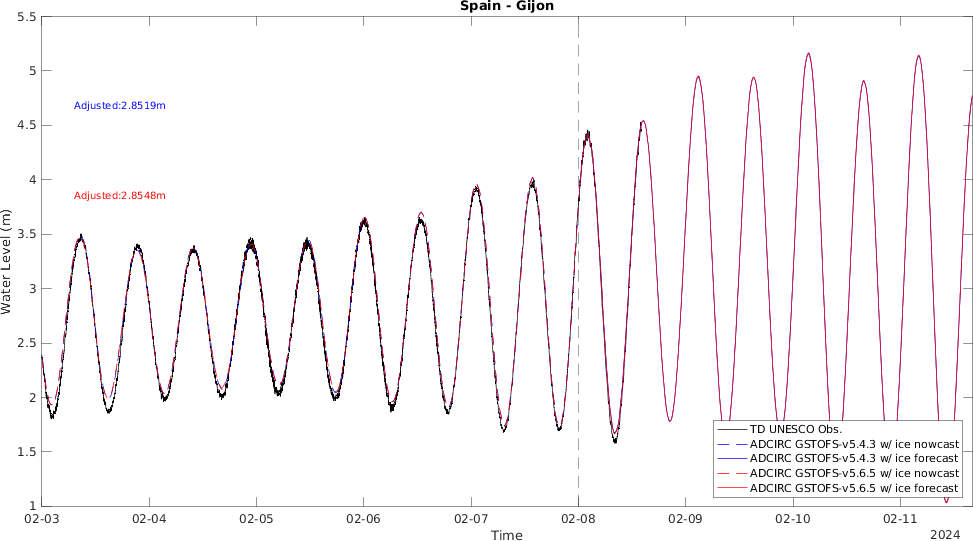 Spain - Gijon
5.5
5
4.5
4
3.5
3
2.5
2
1.5
1
Water Level (m)
Adjusted:2.8519m
Adjusted:2.8548m
TD UNESCO Obs.
ADCIRC GSTOFS-v5.4.3 w/ ice nowcast
ADCIRC GSTOFS-v5.4.3 w/ ice forecast
ADCIRC GSTOFS-v5.6.5 w/ ice nowcast
ADCIRC GSTOFS-v5.6.5 w/ ice forecast
02-03 02-04 02-05 02-06 02-07 02-08 02-09 02-10 02-11
Time
2024